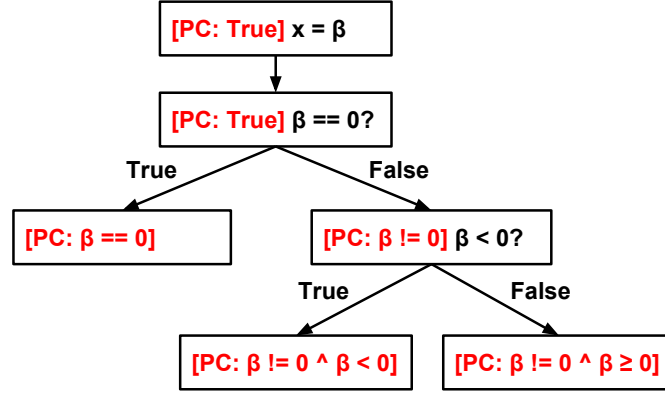 [PC: True] x = β
[PC: True] β == 0?
True
False
[PC: β == 0]
[PC: β != 0] β < 0?
True
False
[PC: β != 0 ^ β < 0]
[PC: β != 0 ^ β ≥ 0]